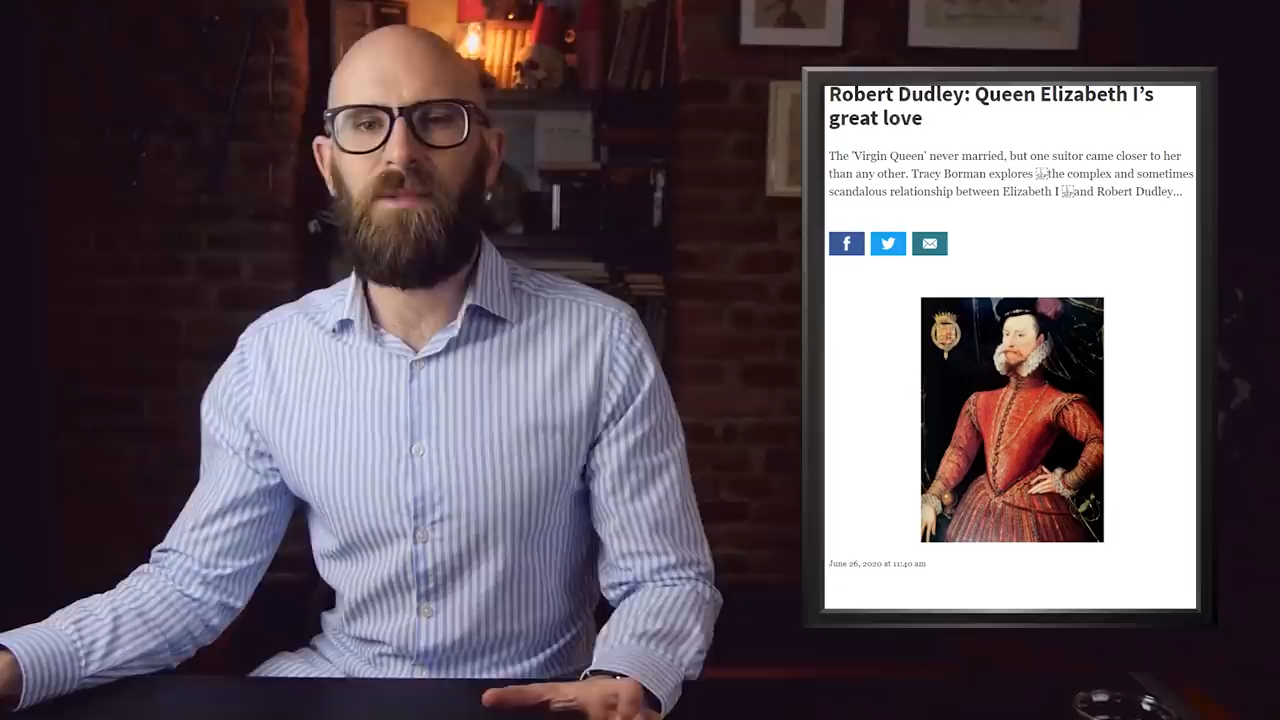 Robert Dudley: Queen Elizabeth I’s
great love
The 'Virgin Queen' never married, but one suitor came closer to her
than any other. Tracy Borman explores the complex and sometimes
scandalous relationship between Elizabeth I and Robert Dudley...
f
June 26, 2020 at 11:40 am